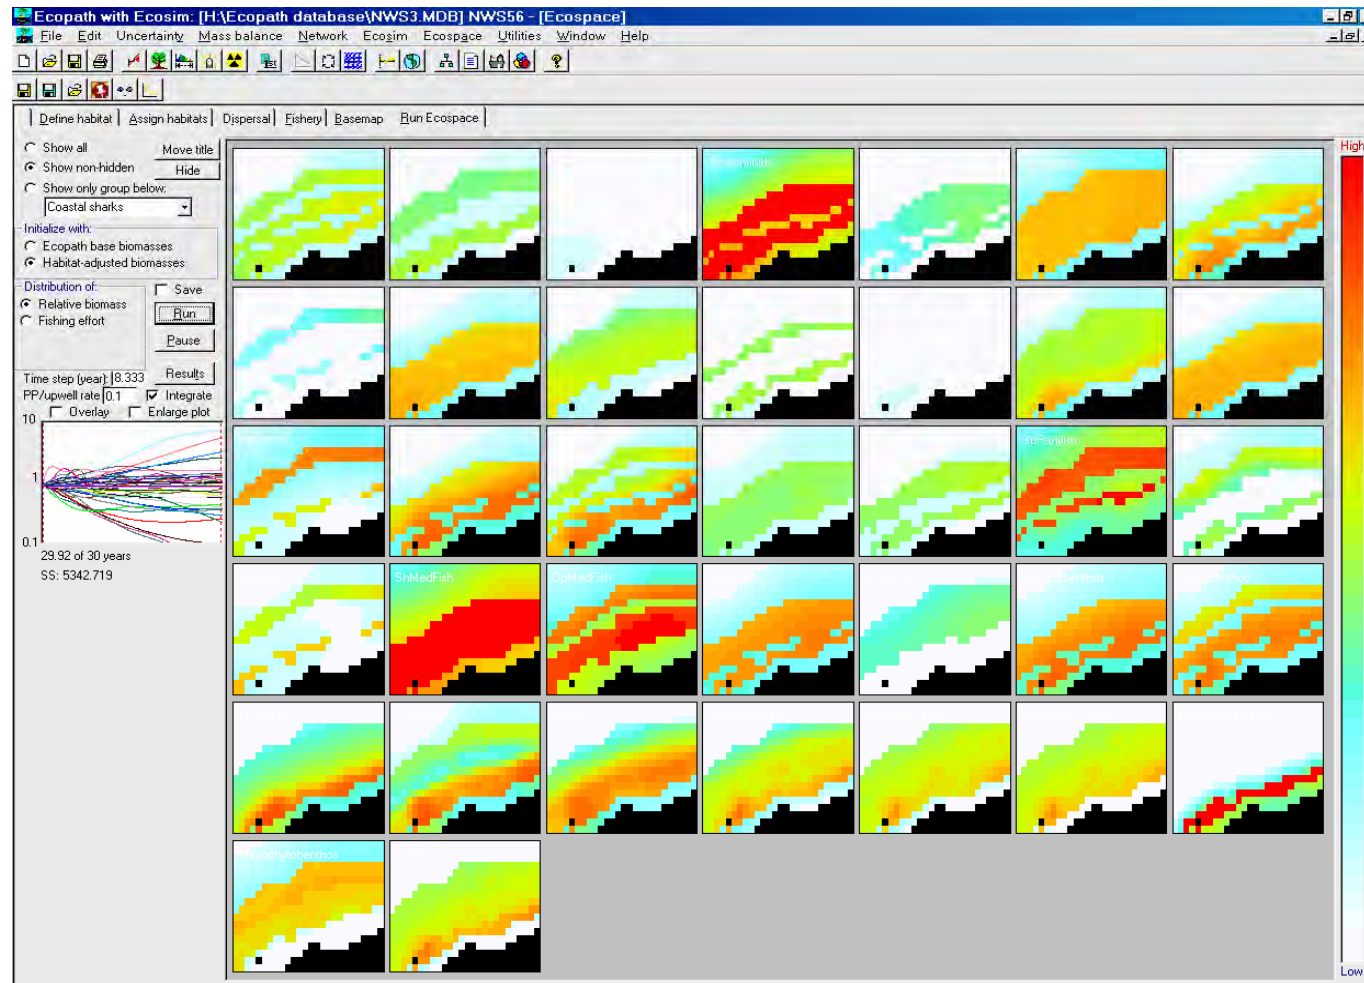 Ecopath with Ecosim: [H:\Ecopath database\NWS3.MDB] NWS56 - [Ecospace]
File Edit Uncertainty Mass balance Network Ecosim Ecospace Utilities Window Help
Define habitat Assign habitats Dispersal Fishery Basemap Run Ecospace
Show all Move title
Show non-hidden Hide
Show only group below:
Coastal sharks
Initialize with:
Ecopath base biomasses
Habitat-adjusted biomasses
Distribution of: Save
Relative biomass Run
Fishing effort
Pause
Time step (year): 8.333 Results
PP/upwell rate 0.1 Integrate
Overlay Enlarge plot
10
1
0.1
29.92 of 30 years
SS: 5342.719
High
ShMedFish
DpMedFish
Low